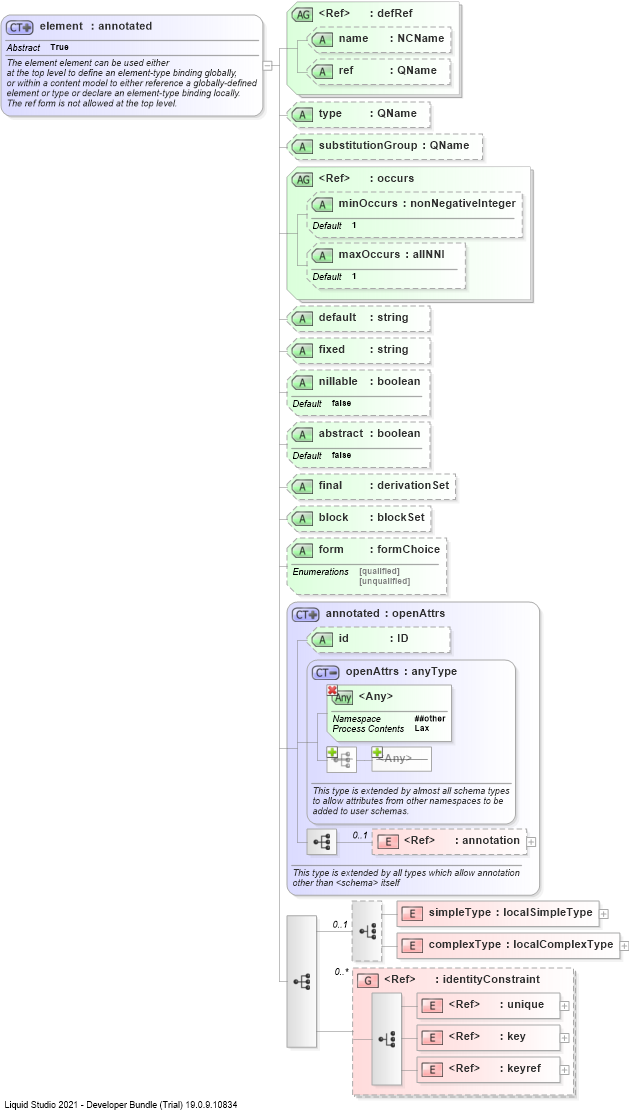 CT element : annotated
Abstract True
The element element can be used either
at the top level to define an element-type binding globally,
or within a content model to either reference a globally-defined
element or type or declare an element-type binding locally.
The ref form is not allowed at the top level.
AG <Ref> : defRef
A name : NCName
A ref : QName
A type : QName
A substitutionGroup : QName
AG <Ref> : occurs
A minOccurs : nonNegativeInteger
Default 1
A maxOccurs : allNNI
Default 1
A default : string
A fixed : string
A nillable : boolean
Default false
A abstract : boolean
Default false
A final : derivationSet
A block : blockSet
A form : formChoice
Enumerations [qualified]
[unqualified]
CT annotated : openAttrs
A id : ID
CT openAttrs : anyType
Any <Any>
Namespace ##other
Process Contents Lax
<Any>
This type is extended by almost all schema types
to allow attributes from other namespaces to be
added to user schemas.
0..1 E <Ref> : annotation
This type is extended by all types which allow annotation
other than <schema> itself
0..1
E simpleType : localSimpleType
E complexType : localComplexType
0..*
G <Ref> : identityConstraint
E <Ref> : unique
E <Ref> : key
E <Ref> : keyref
Liquid Studio 2021 - Developer Bundle (Trial) 19.0.9.10834